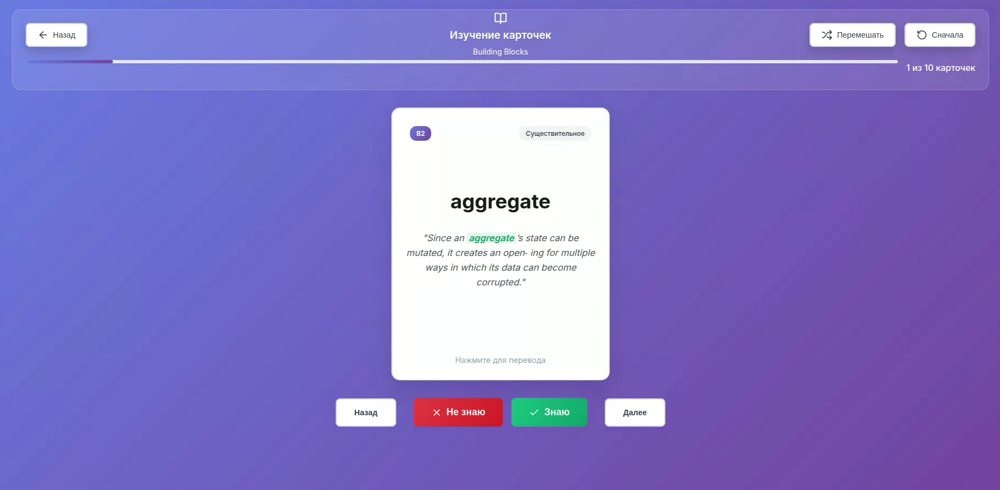 Назад
Изучение карточек
Building Blocks
Перемешать
Сначала
1 из 10 карточек
B2
Существительное
aggregate
"Since an aggregate's state can be
mutated, it creates an open- ing for multiple
ways in which its data can become
corrupted."
Нажмите для перевода
Назад
Не знаю
Знаю
Далее